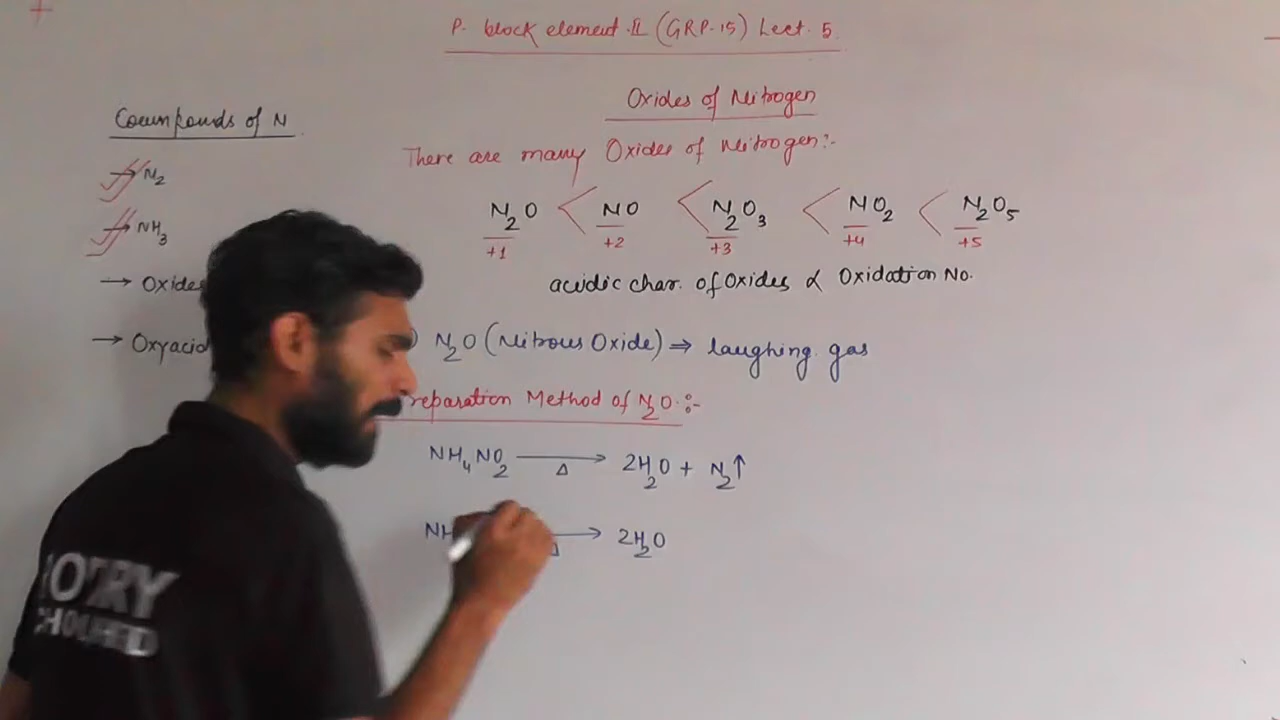 P. block element-II (GRP-15) Lect. 5.
Oxides of Nitrogen
Compounds of N
There are many Oxides of Nitrogen:-
→ N₂
→ NH₃
→ Oxides
→ Oxyacid
N₂O < NO < N₂O₃ < NO₂ < N₂O₅
+1 +2 +3 +4 +5
acidic char. of Oxides α Oxidation No.
N₂O (Nitrous Oxide) ⇒ laughing gas
reparation Method of N₂O:-
NH₄NO₂ →Δ 2H₂O + N₂↑
NH →Δ 2H₂O